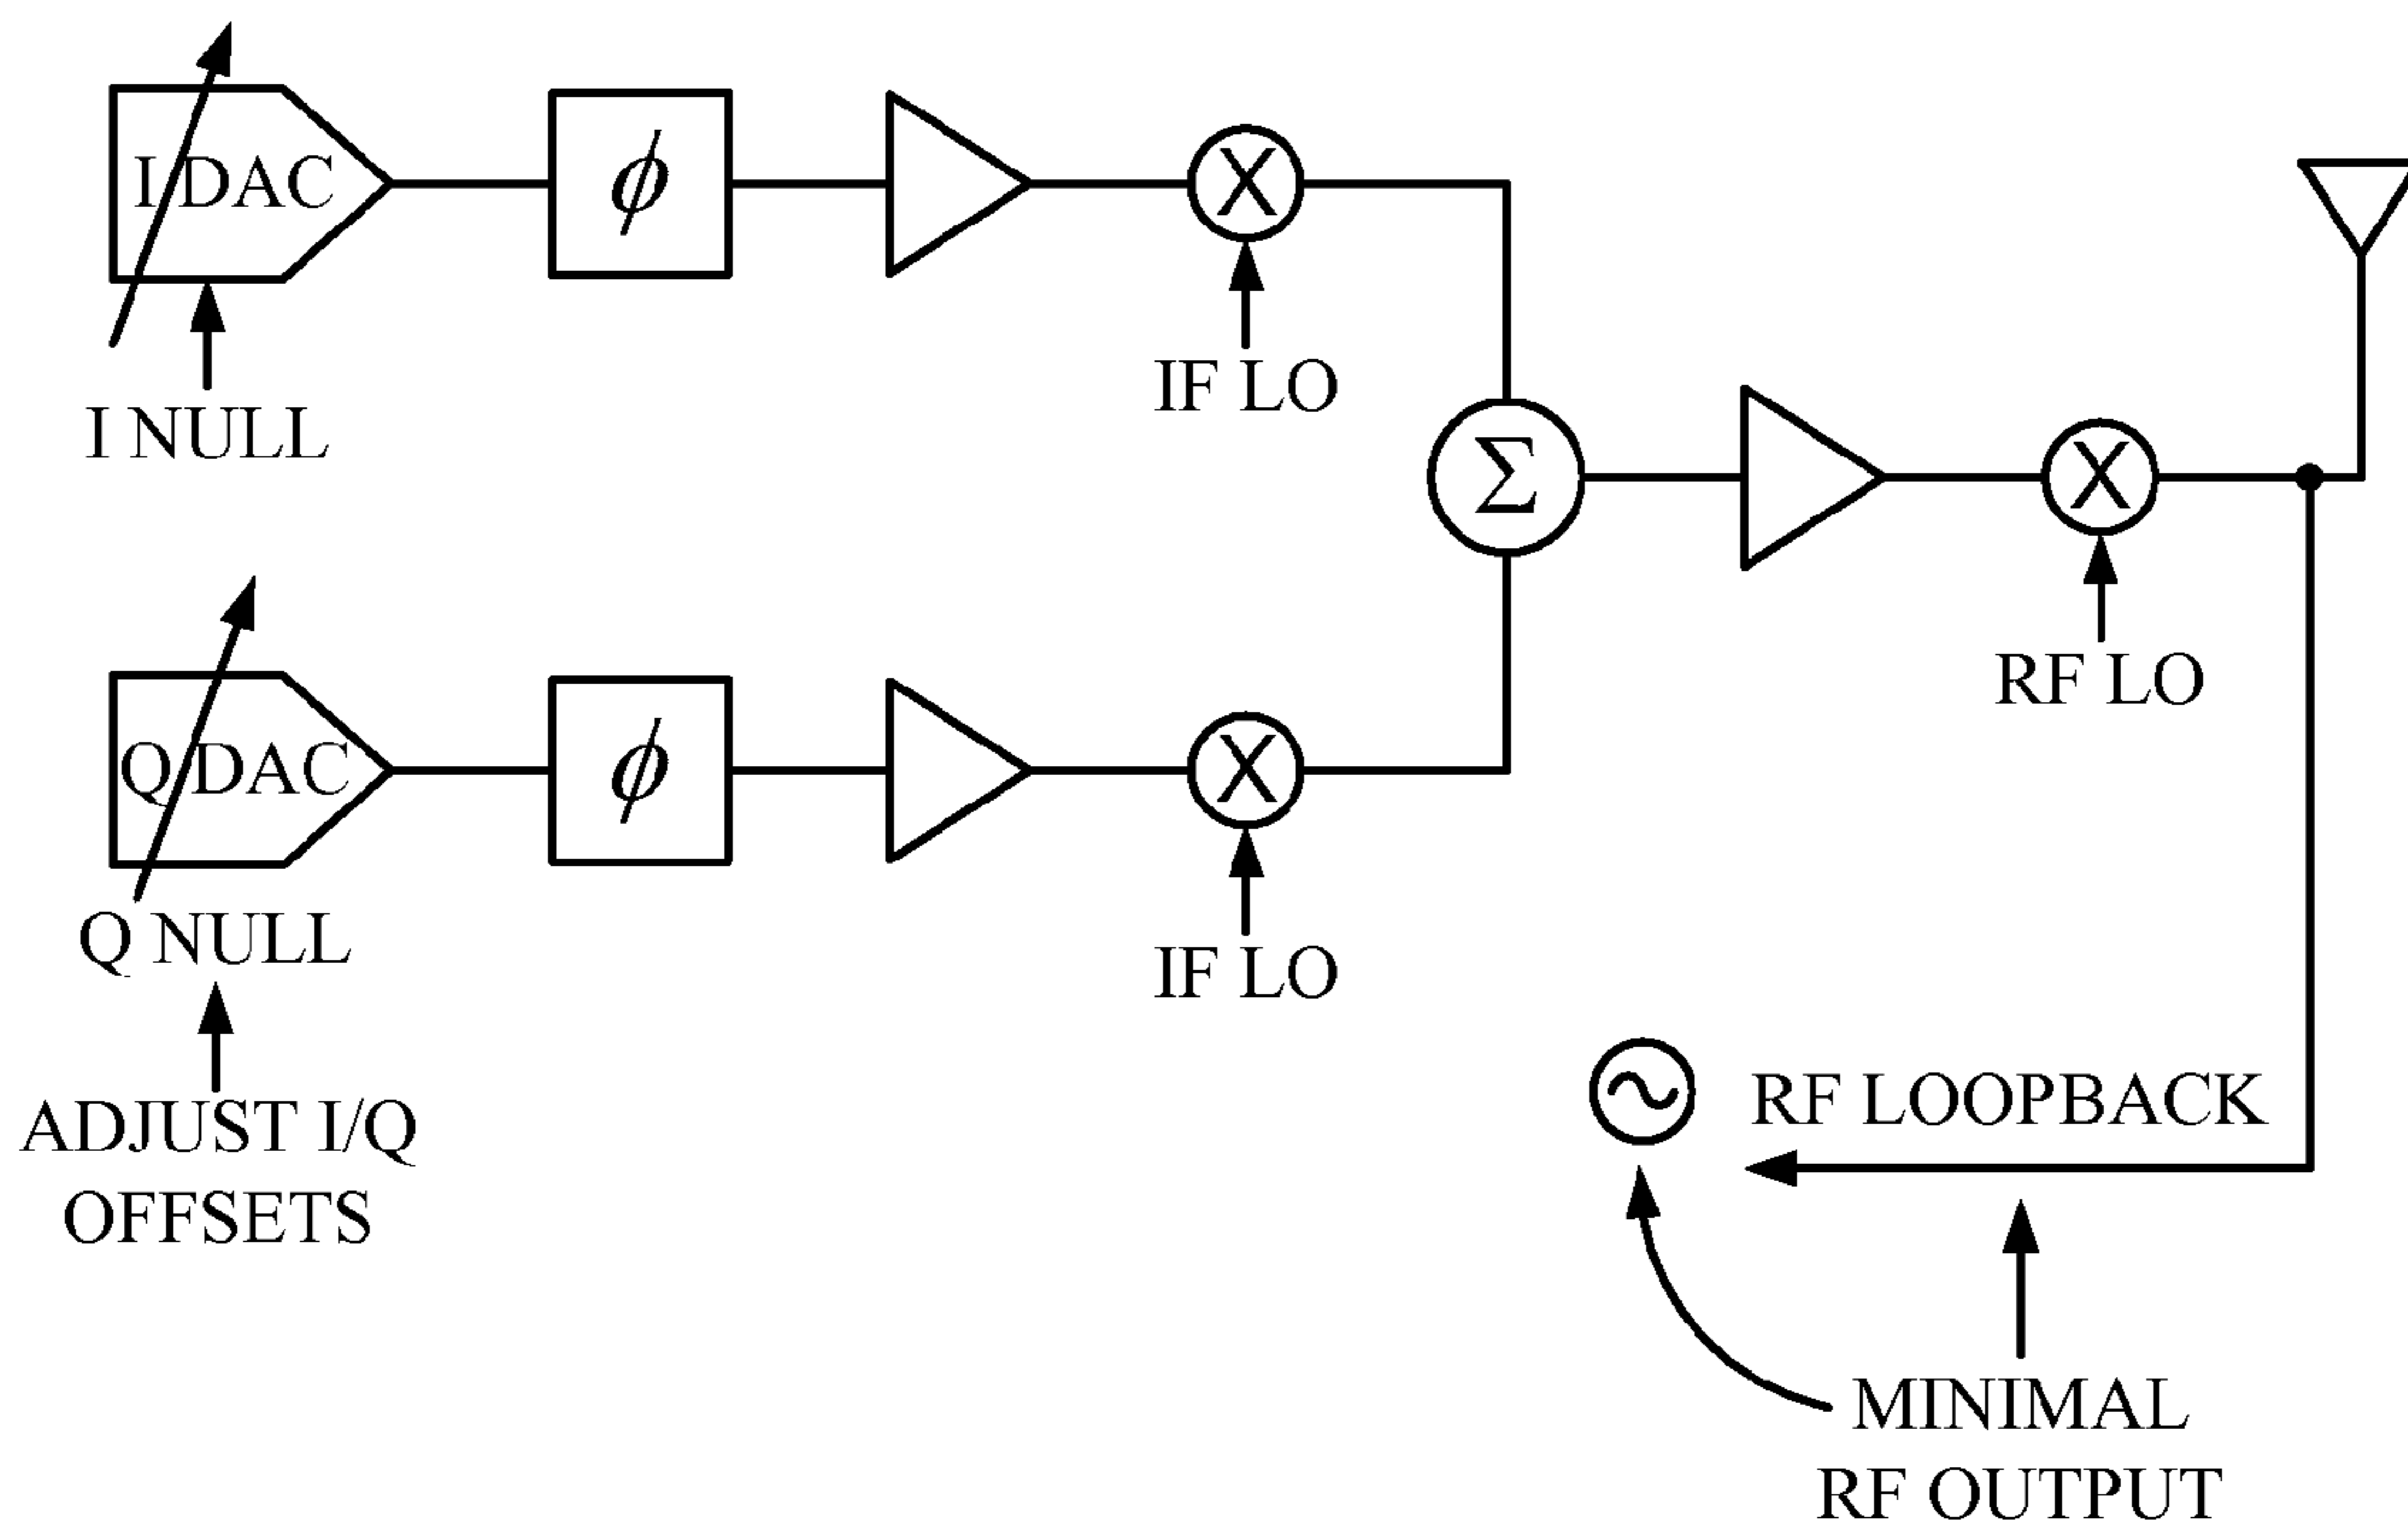 I DAC
ϕ
X
I NULL
IF LO
Σ
X
RF LO
Q DAC
ϕ
X
Q NULL
IF LO
ADJUST I/Q
OFFSETS
RF LOOPBACK
MINIMAL
RF OUTPUT